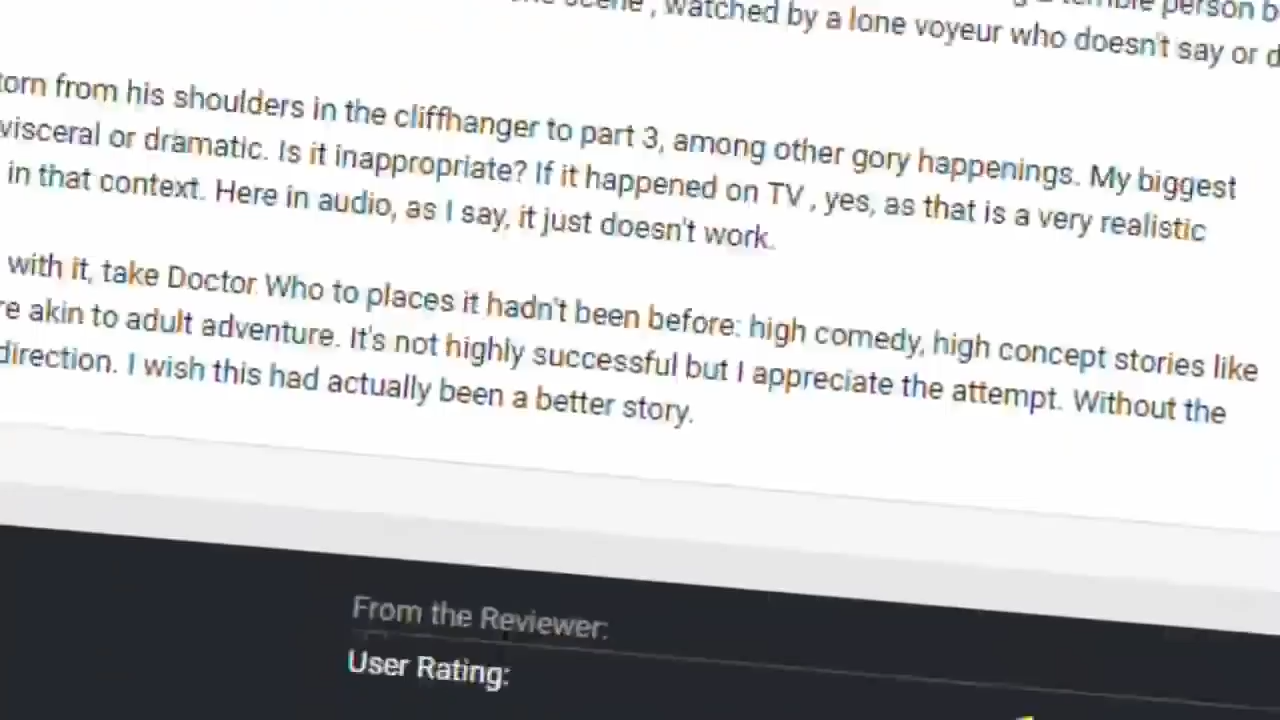 terrible person b
scene , watched by a lone voyeur who doesn't say or d
torn from his shoulders in the cliffhanger to part 3, among other gory happenings. My biggest
visceral or dramatic. Is it inappropriate? If it happened on TV , yes, as that is a very realistic
in that context. Here in audio, as I say, it just doesn't work.
with it, take Doctor Who to places it hadn't been before: high comedy, high concept stories like
re akin to adult adventure. It's not highly successful but I appreciate the attempt. Without the
direction. I wish this had actually been a better story.
From the Reviewer:
User Rating: